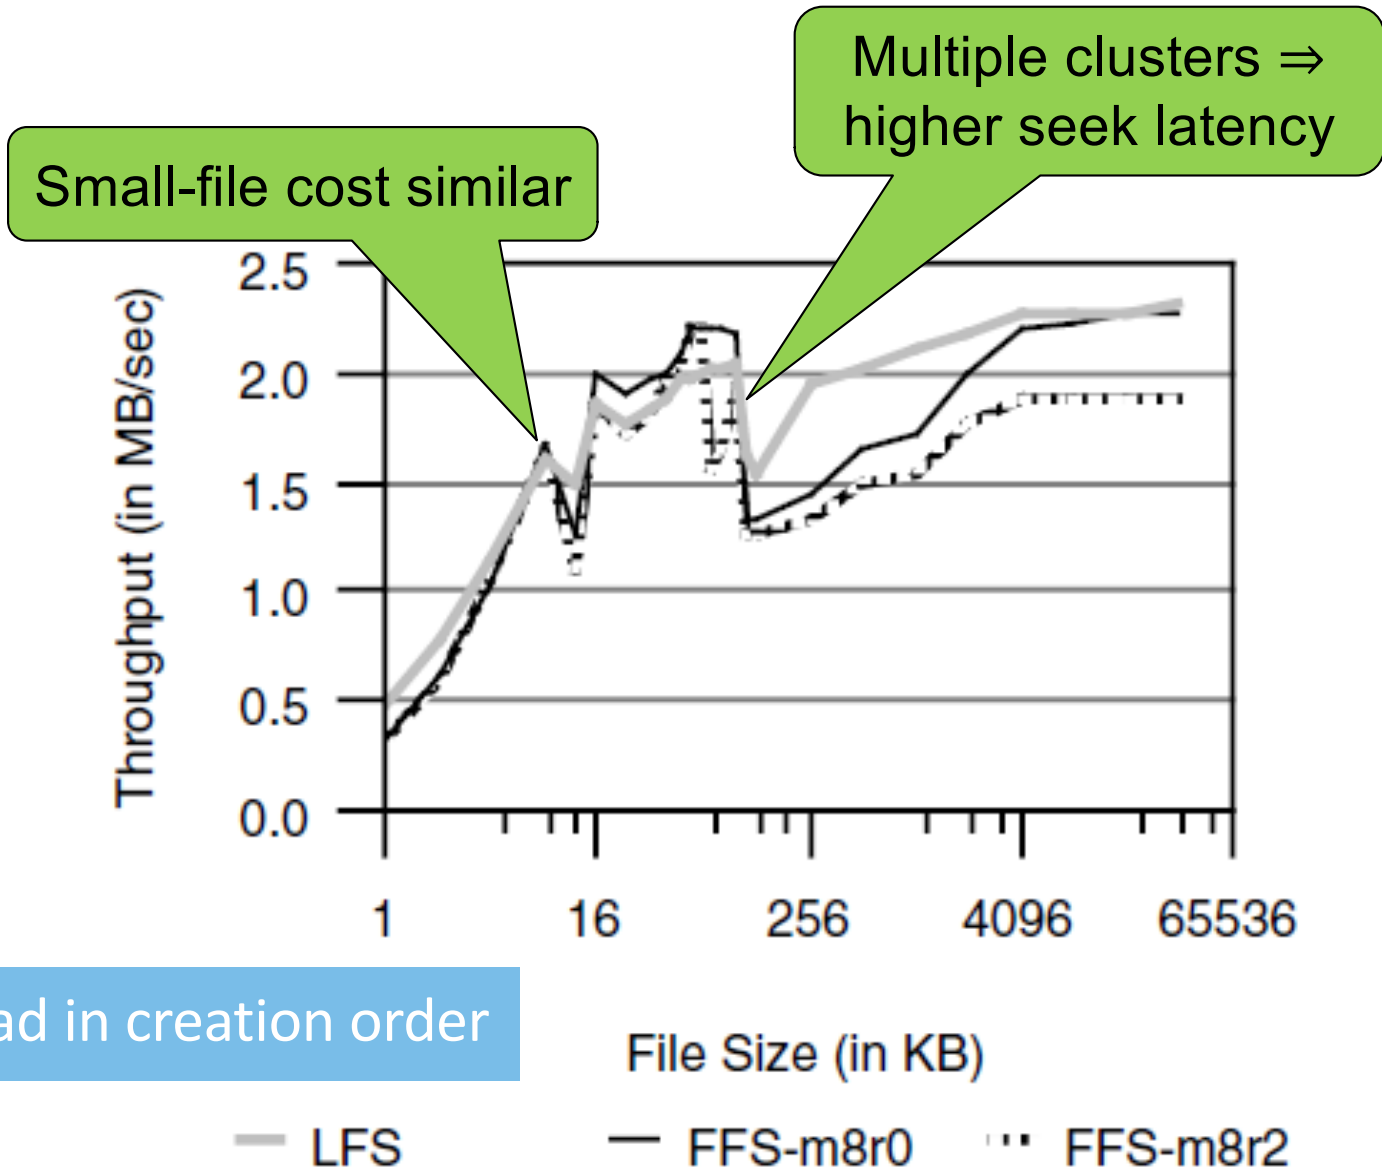 Multiple clusters ⇒
higher seek latency
Small-file cost similar
Throughput (in MB/sec)
2.5
2.0
1.5
1.0
0.5
0.0
1 16 256 4096 65536
in creation order
File Size (in KB)
LFS FFS-m8r0 FFS-m8r2